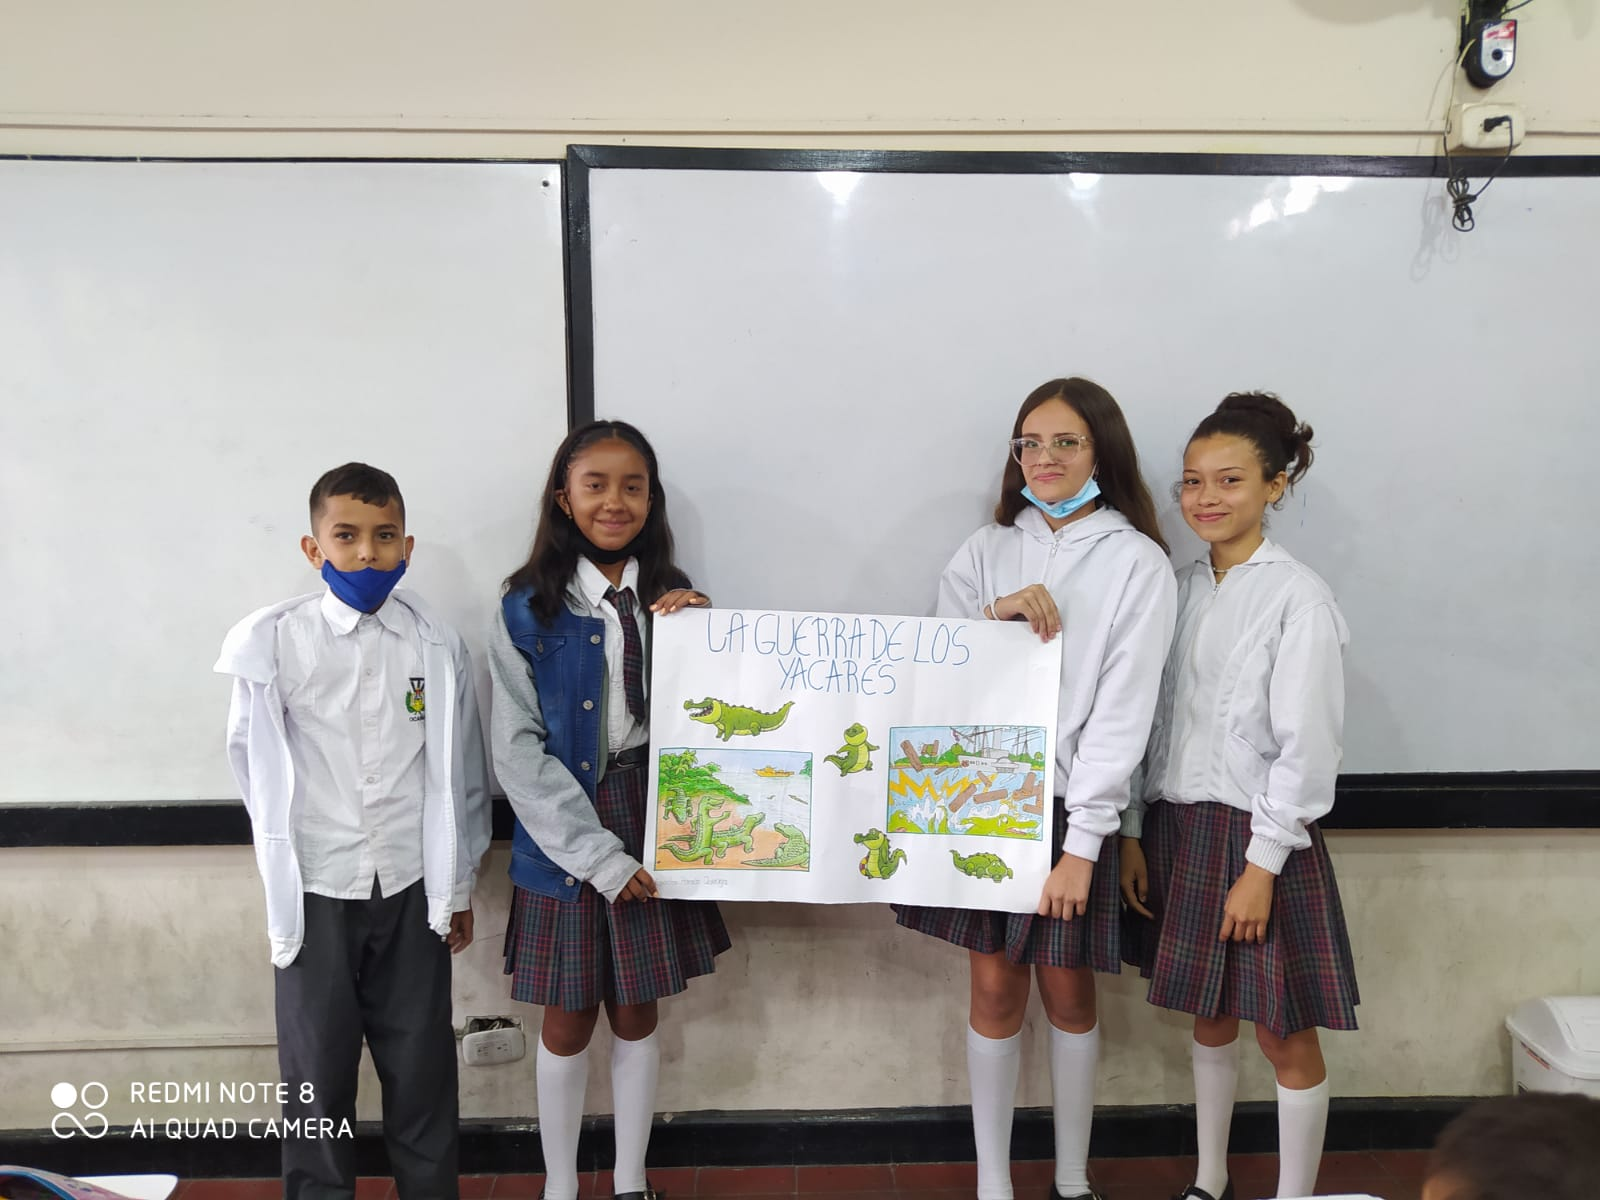 LA GUERRA DE LOS
YACARÉS
REDMI NOTE 8
AI QUAD CAMERA